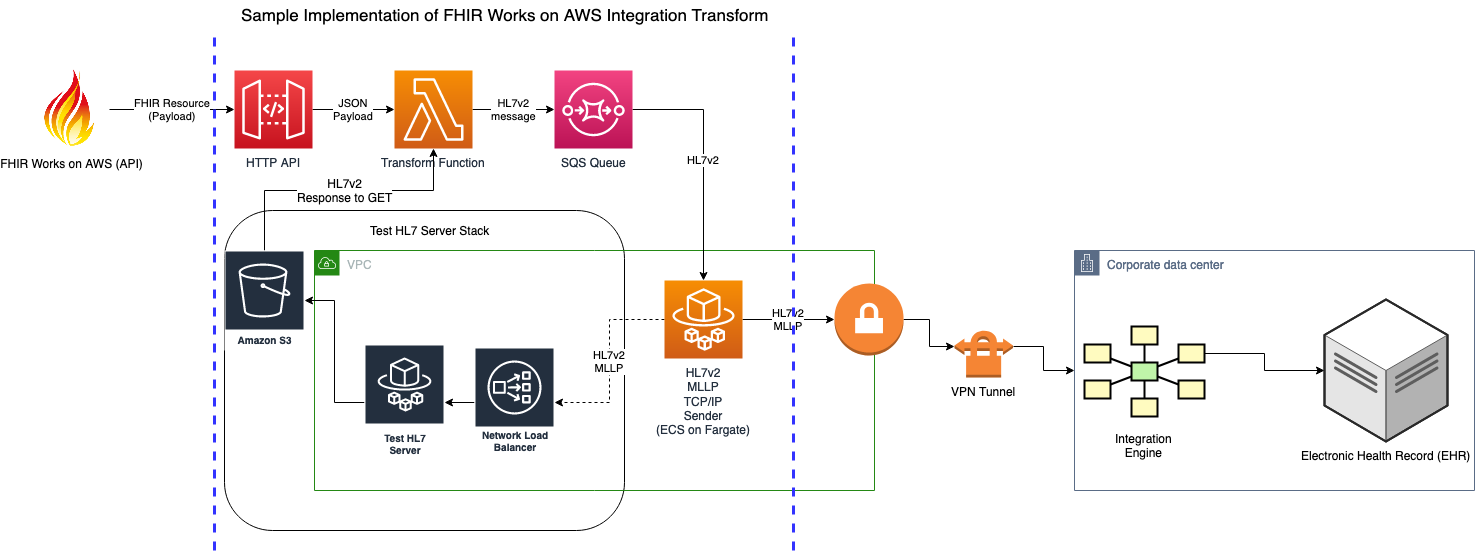 Sample Implementation of FHIR Works on AWS Integration Transform
FHIR Resource
(Payload)
JSON
Payload
HL7v2
message
FHIR Works on AWS (API)
HTTP API
Transform Function
SQS Queue
HL7v2
HL7v2
Response to GET
Test HL7 Server Stack
VPC
Corporate data center
Amazon S3
HL7v2
MLLP
HL7v2
MLLP
HL7v2
MLLP
TCP/IP
Sender
(ECS on Fargate)
VPN Tunnel
Test HL7
Server
Network Load
Balancer
Integration
Engine
Electronic Health Record (EHR)